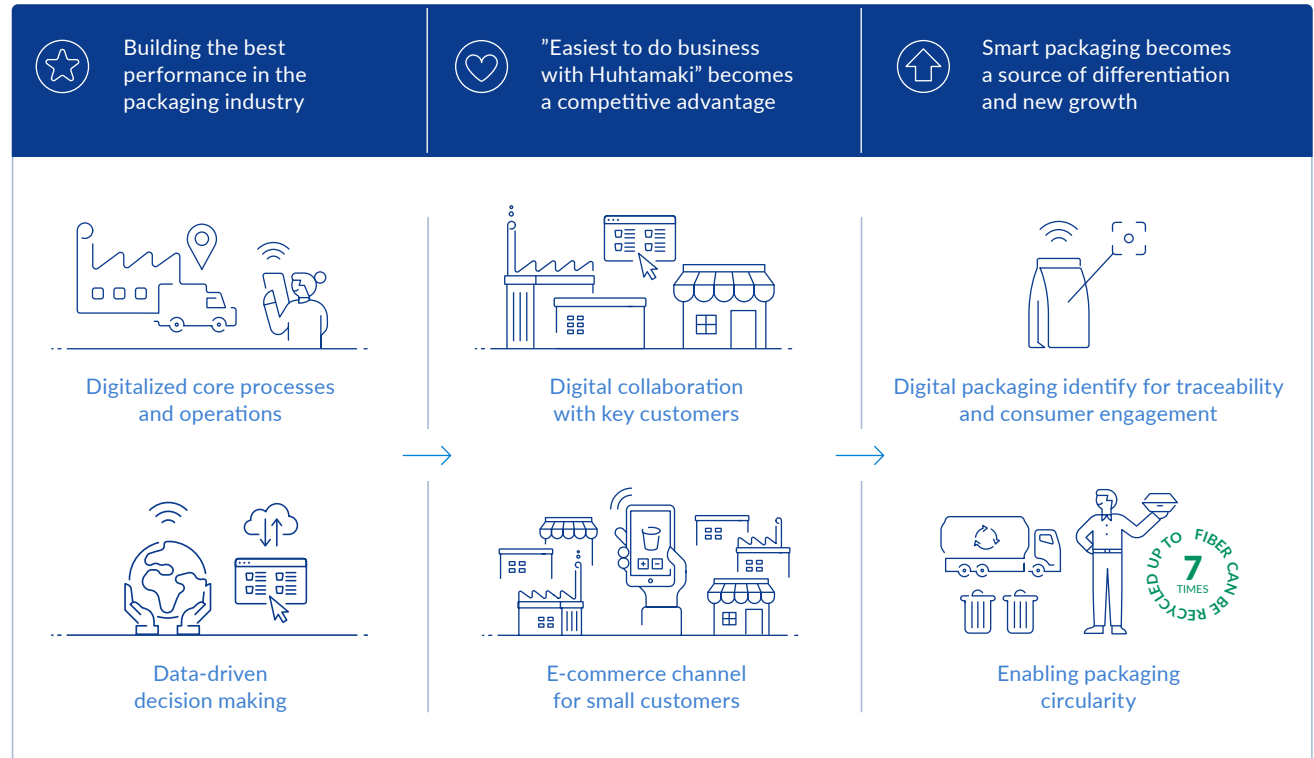 Building the best
performance in the
packaging industry
”Easiest to do business
with Huhtamaki” becomes
a competitive advantage
Smart packaging becomes
a source of differentiation
and new growth
Digitalized core processes
and operations
Digital collaboration
with key customers
Digital packaging identify for traceability
and consumer engagement
Data-driven
decision making
E-commerce channel
for small customers
FIBER CAN BE RECYCLED UP TO
7
TIMES
Enabling packaging
circularity